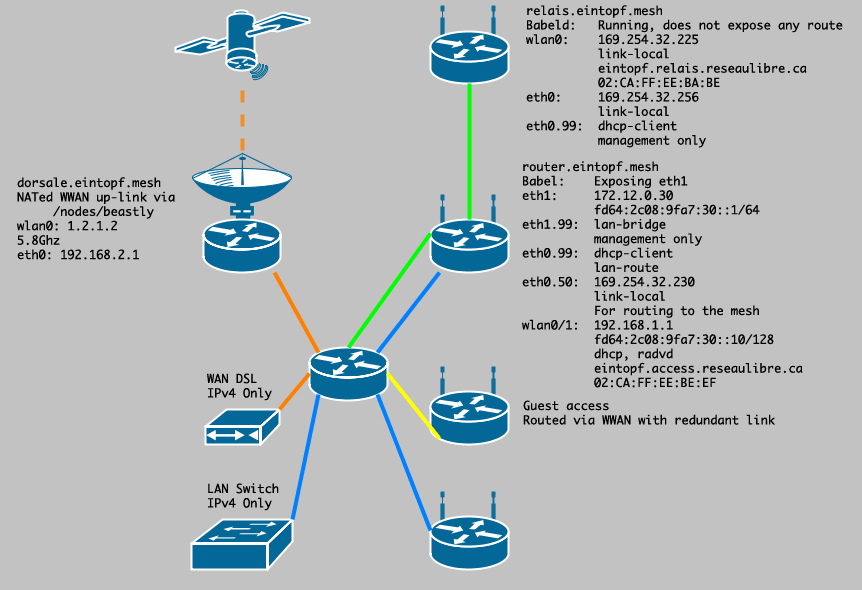 relais.eintopf.mesh
Babeld: Running, does not expose any route
wlan0: 169.254.32.225
link-local
eintopf.relais.reseaulibre.ca
02:CA:FF:EE:BA:BE
eth0: 169.254.32.256
link-local
eth0.99: dhcp-client
management only
router.eintopf.mesh
Babel: Exposing eth1
eth1: 172.12.0.30
fd64:2c08:9fa7:30::1/64
eth1.99: lan-bridge
management only
eth0.99: dhcp-client
lan-route
eth0.50: 169.254.32.230
link-local
For routing to the mesh
wlan0/1: 192.168.1.1
fd64:2c08:9fa7:30::10/128
dhcp, radvd
eintopf.access.reseaulibre.ca
02:CA:FF:EE:BE:EF
dorsale.eintopf.mesh
NATed WWAN up-link via
/nodes/beastly
wlan0: 1.2.1.2
5.8Ghz
eth0: 192.168.2.1
WAN DSL
IPv4 Only
Guest access
Routed via WWAN with redundant link
LAN Switch
IPv4 Only